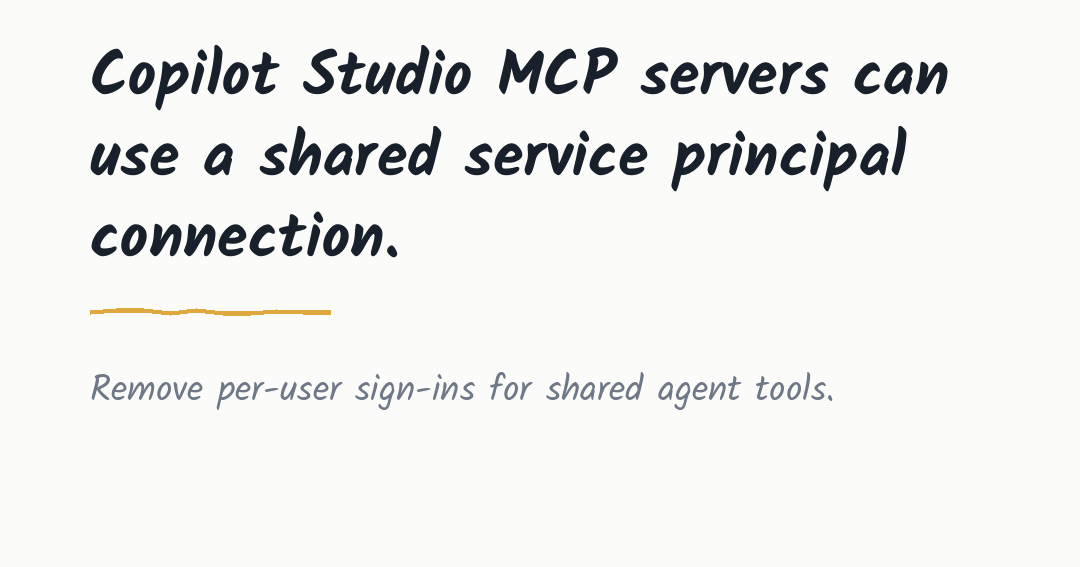 Copilot Studio MCP servers can
use a shared service principal
connection.
Remove per-user sign-ins for shared agent tools.